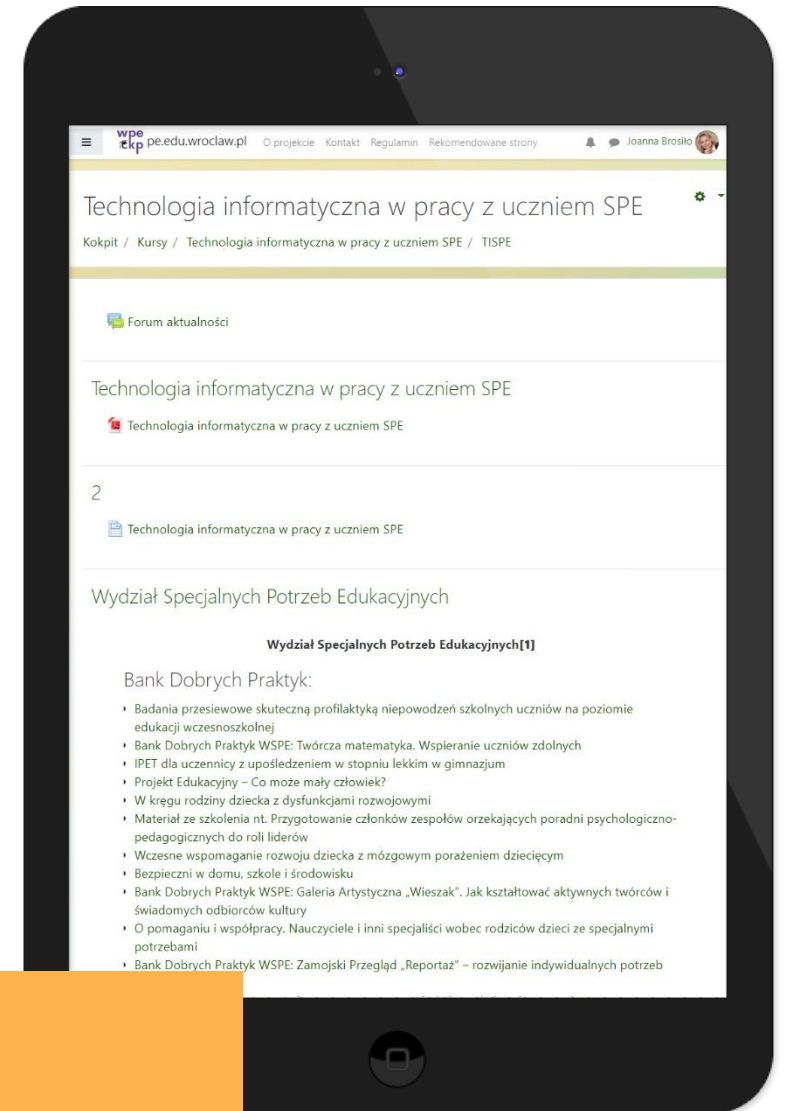 wpe
ckp pe.edu.wroclaw.pl O projekcie Kontakt Regulamin Rekomendowane strony Joanna Brosiło
Technologia informatyczna w pracy z uczniem SPE
Kokpit / Kursy / Technologia informatyczna w pracy z uczniem SPE / TISPE
Forum aktualności
Technologia informatyczna w pracy z uczniem SPE
Technologia informatyczna w pracy z uczniem SPE
2
Technologia informatyczna w pracy z uczniem SPE
Wydział Specjalnych Potrzeb Edukacyjnych
Wydział Specjalnych Potrzeb Edukacyjnych[1]
Bank Dobrych Praktyk:
Badania przesiewowe skuteczną profilaktyką niepowodzeń szkolnych uczniów na poziomie
edukacji wczesnoszkolnej
Bank Dobrych Praktyk WSPE: Twórcza matematyka. Wspieranie uczniów zdolnych
IPET dla uczennicy z upośledzeniem w stopniu lekkim w gimnazjum
Projekt Edukacyjny – Co może mały człowiek?
W kręgu rodziny dziecka z dysfunkcjami rozwojowymi
Materiał ze szkolenia nt. Przygotowanie członków zespołów orzekających poradni psychologiczno-
pedagogicznych do roli liderów
Wczesne wspomaganie rozwoju dziecka z mózgowym porażeniem dziecięcym
Bezpieczni w domu, szkole i środowisku
Bank Dobrych Praktyk WSPE: Galeria Artystyczna „Wieszak". Jak kształtować aktywnych twórców i
świadomych odbiorców kultury
O pomaganiu i współpracy. Nauczyciele i inni specjaliści wobec rodziców dzieci ze specjalnymi
potrzebami
Bank Dobrych Praktyk WSPE: Zamojski Przegląd „Reportaż" – rozwijanie indywidualnych potrzeb